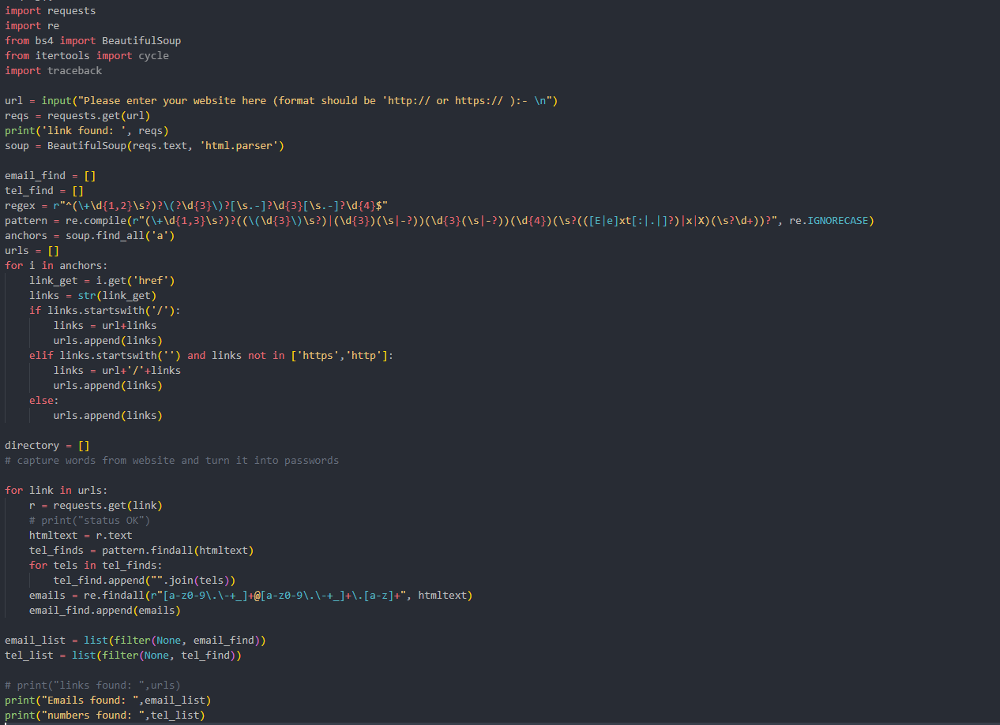 import requests
import re
from bs4 import BeautifulSoup
from itertools import cycle
import traceback

url = input("Please enter your website here (format should be 'http:// or https:// ):- \n")
reqs = requests.get(url)
print('link found: ', reqs)
soup = BeautifulSoup(reqs.text, 'html.parser')

email_find = []
tel_find = []
regex = r"^(\+\d{1,2}\s?)?\(?\d{3}\)?[\s.-]?\d{3}[\s.-]?\d{4}$"
pattern = re.compile(r"(\+\d{1,3}\s?)?((\(\d{3}\)\s?)|(\d{3})(\s|-?))(\d{3}(\s|-?))(\d{4})(\s?(([E|e]xt[:|.|]?)|x|X)(\s?\d+))?", re.IGNORECASE)
anchors = soup.find_all('a')
urls = []
for i in anchors:
    link_get = i.get('href')
    links = str(link_get)
    if links.startswith('/'):
        links = url+links
        urls.append(links)
    elif links.startswith('') and links not in ['https','http']:
        links = url+'/'+links
        urls.append(links)
    else:
        urls.append(links)

directory = []
# capture words from website and turn it into passwords

for link in urls:
    r = requests.get(link)
    # print("status OK")
    htmltext = r.text
    tel_finds = pattern.findall(htmltext)
    for tels in tel_finds:
        tel_find.append("".join(tels))
    emails = re.findall(r"[a-z0-9\.\-+_]+@[a-z0-9\.\-+_]+\.[a-z]+", htmltext)
    email_find.append(emails)

email_list = list(filter(None, email_find))
tel_list = list(filter(None, tel_find))

# print("links found: ",urls)
print("Emails found: ",email_list)
print("numbers found: ",tel_list)